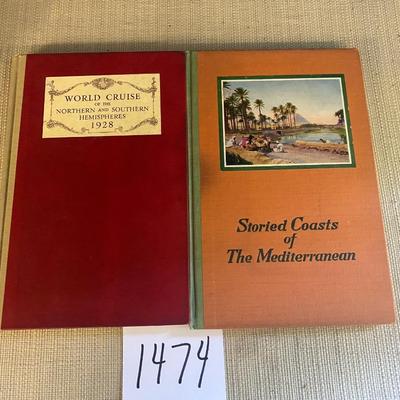 WORLD CRUISE
OF THE
NORTHERN AND SOUTHERN
HEMISPHERES
1928
Storied Coasts
of
The Mediterranean
1474